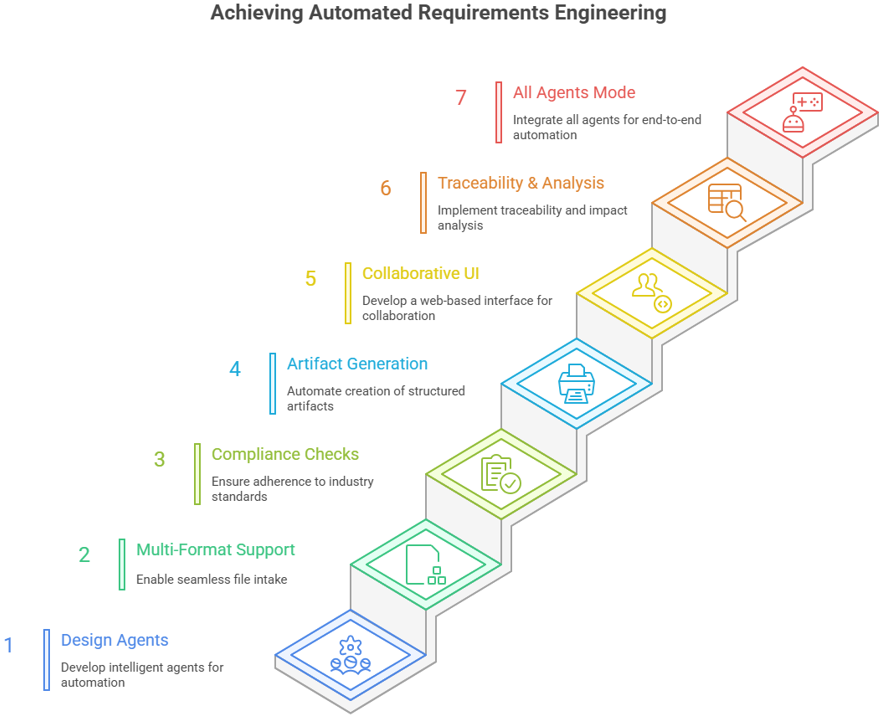 Achieving Automated Requirements Engineering
7
All Agents Mode
Integrate all agents for end-to-end
automation
6
Traceability & Analysis
Implement traceability and impact
analysis
5
Collaborative UI
Develop a web-based interface for
collaboration
4
Artifact Generation
Automate creation of structured
artifacts
3
Compliance Checks
Ensure adherence to industry
standards
2
Multi-Format Support
Enable seamless file intake
1
Design Agents
Develop intelligent agents for
automation